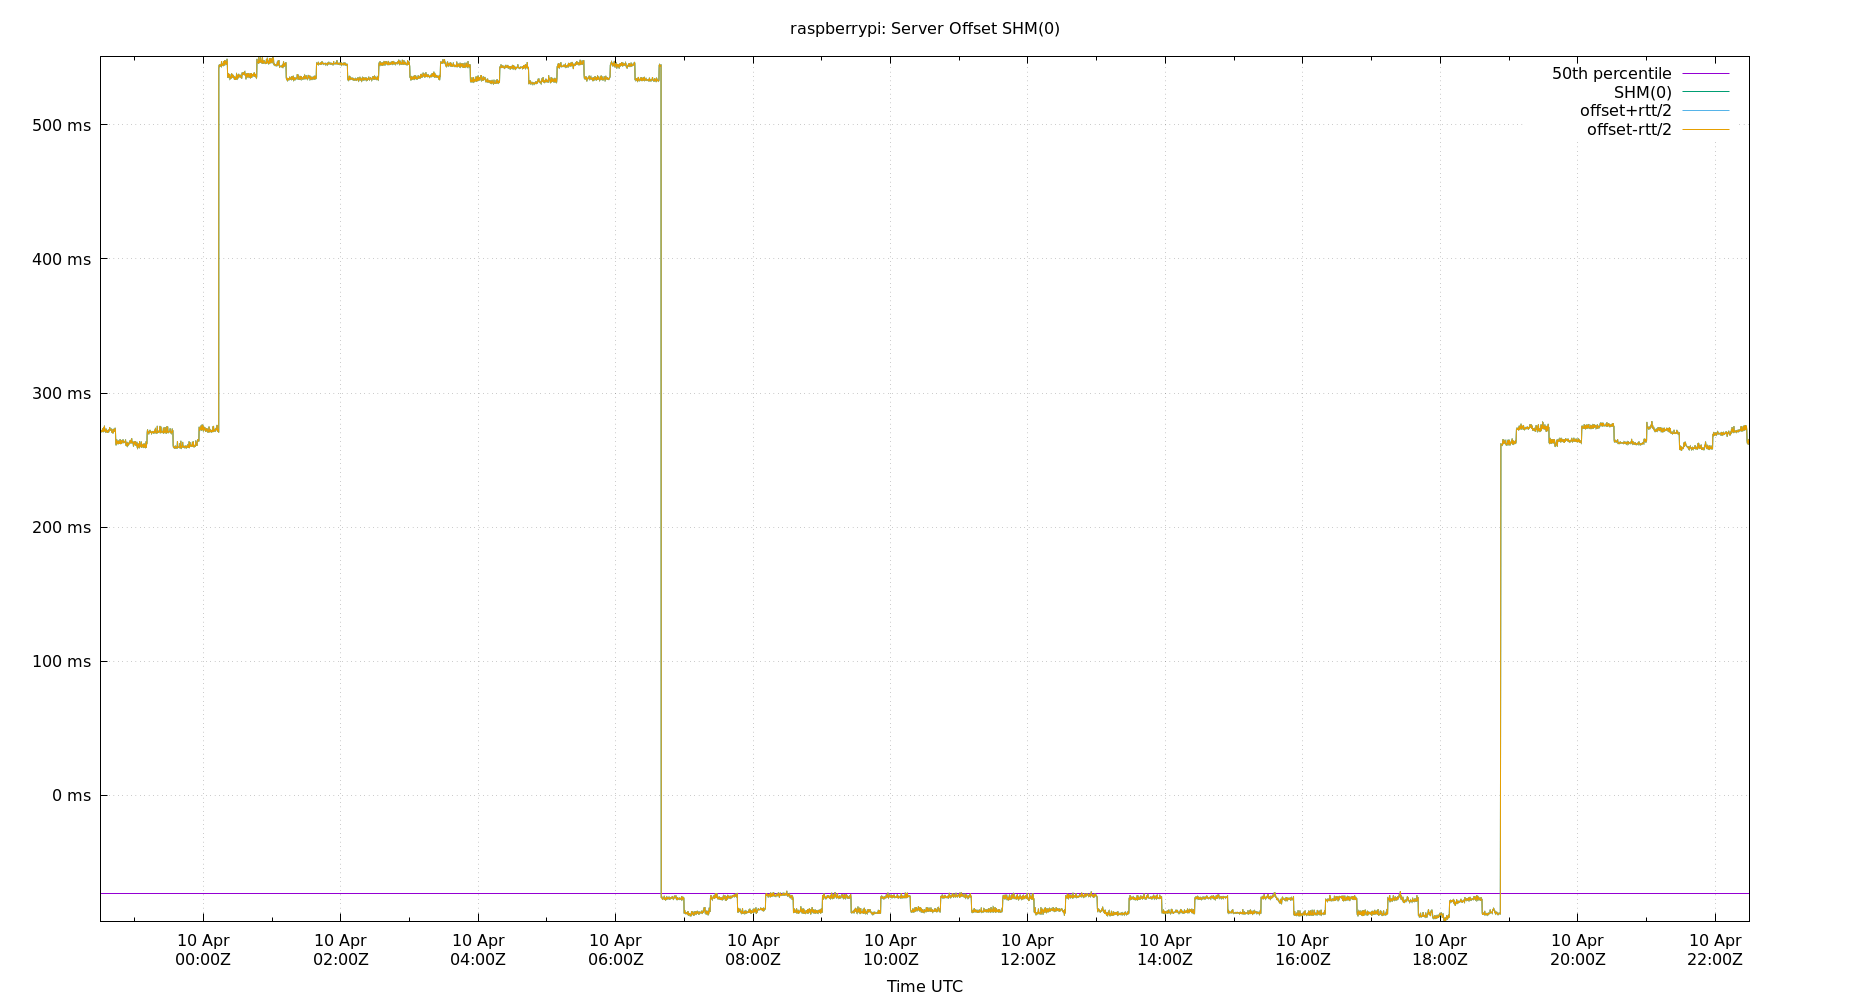 raspberrypi: Server Offset SHM(0)
50th percentile
SHM(0)
offset+rtt/2
offset-rtt/2
500 ms
400 ms
300 ms
200 ms
100 ms
0 ms
10 Apr 10 Apr 10 Apr 10 Apr 10 Apr 10 Apr 10 Apr 10 Apr 10 Apr 10 Apr 10 Apr 10 Apr
00:00Z 02:00Z 04:00Z 06:00Z 08:00Z 10:00Z 12:00Z 14:00Z 16:00Z 18:00Z 20:00Z 22:00Z
Time UTC